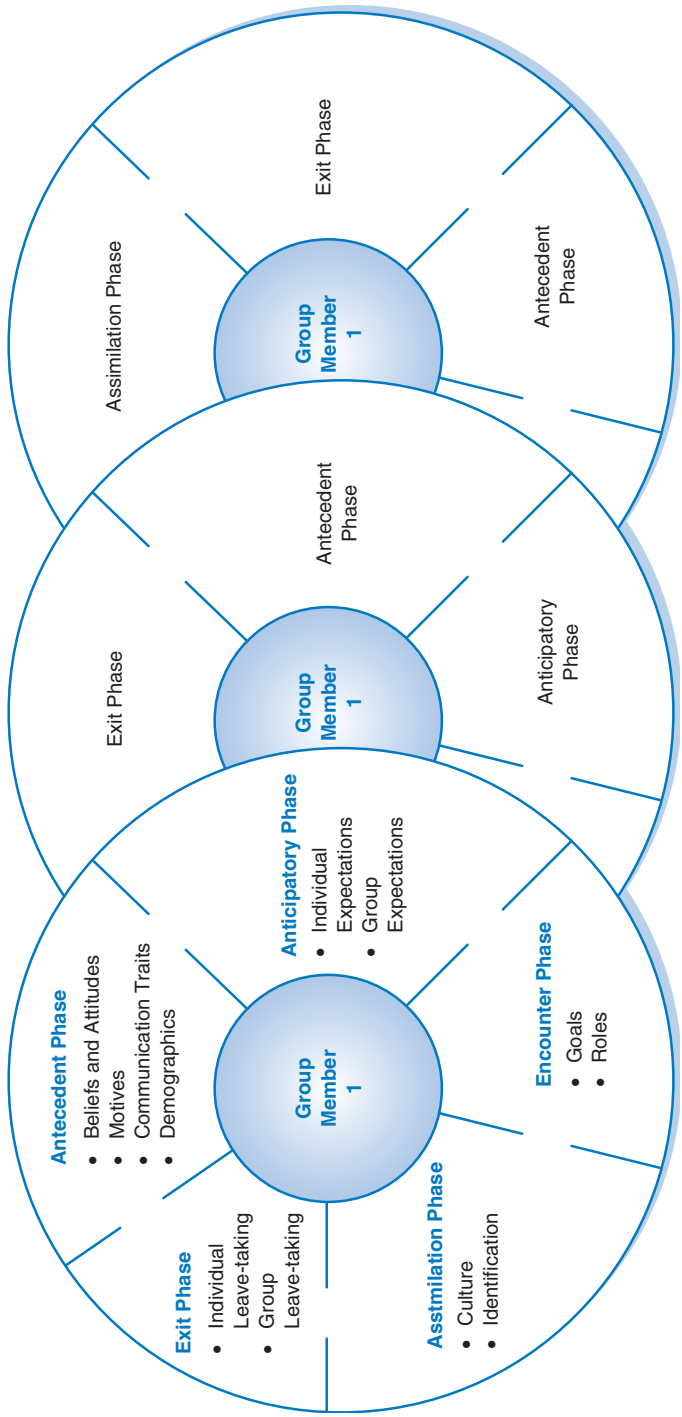 Antecedent Phase
• Beliefs and Attitudes
• Motives
• Communication Traits
• Demographics
Anticipatory Phase
• Individual
Expectations
• Group
Expectations
Encounter Phase
• Goals
• Roles
Asstmilation Phase
• Culture
• Identification
Exit Phase
• Individual
Leave-taking
• Group
Leave-taking
Group
Member
1
Exit Phase
Antecedent
Phase
Anticipatory
Phase
Group
Member
1
Assimilation Phase
Exit Phase
Antecedent
Phase
Group
Member
1